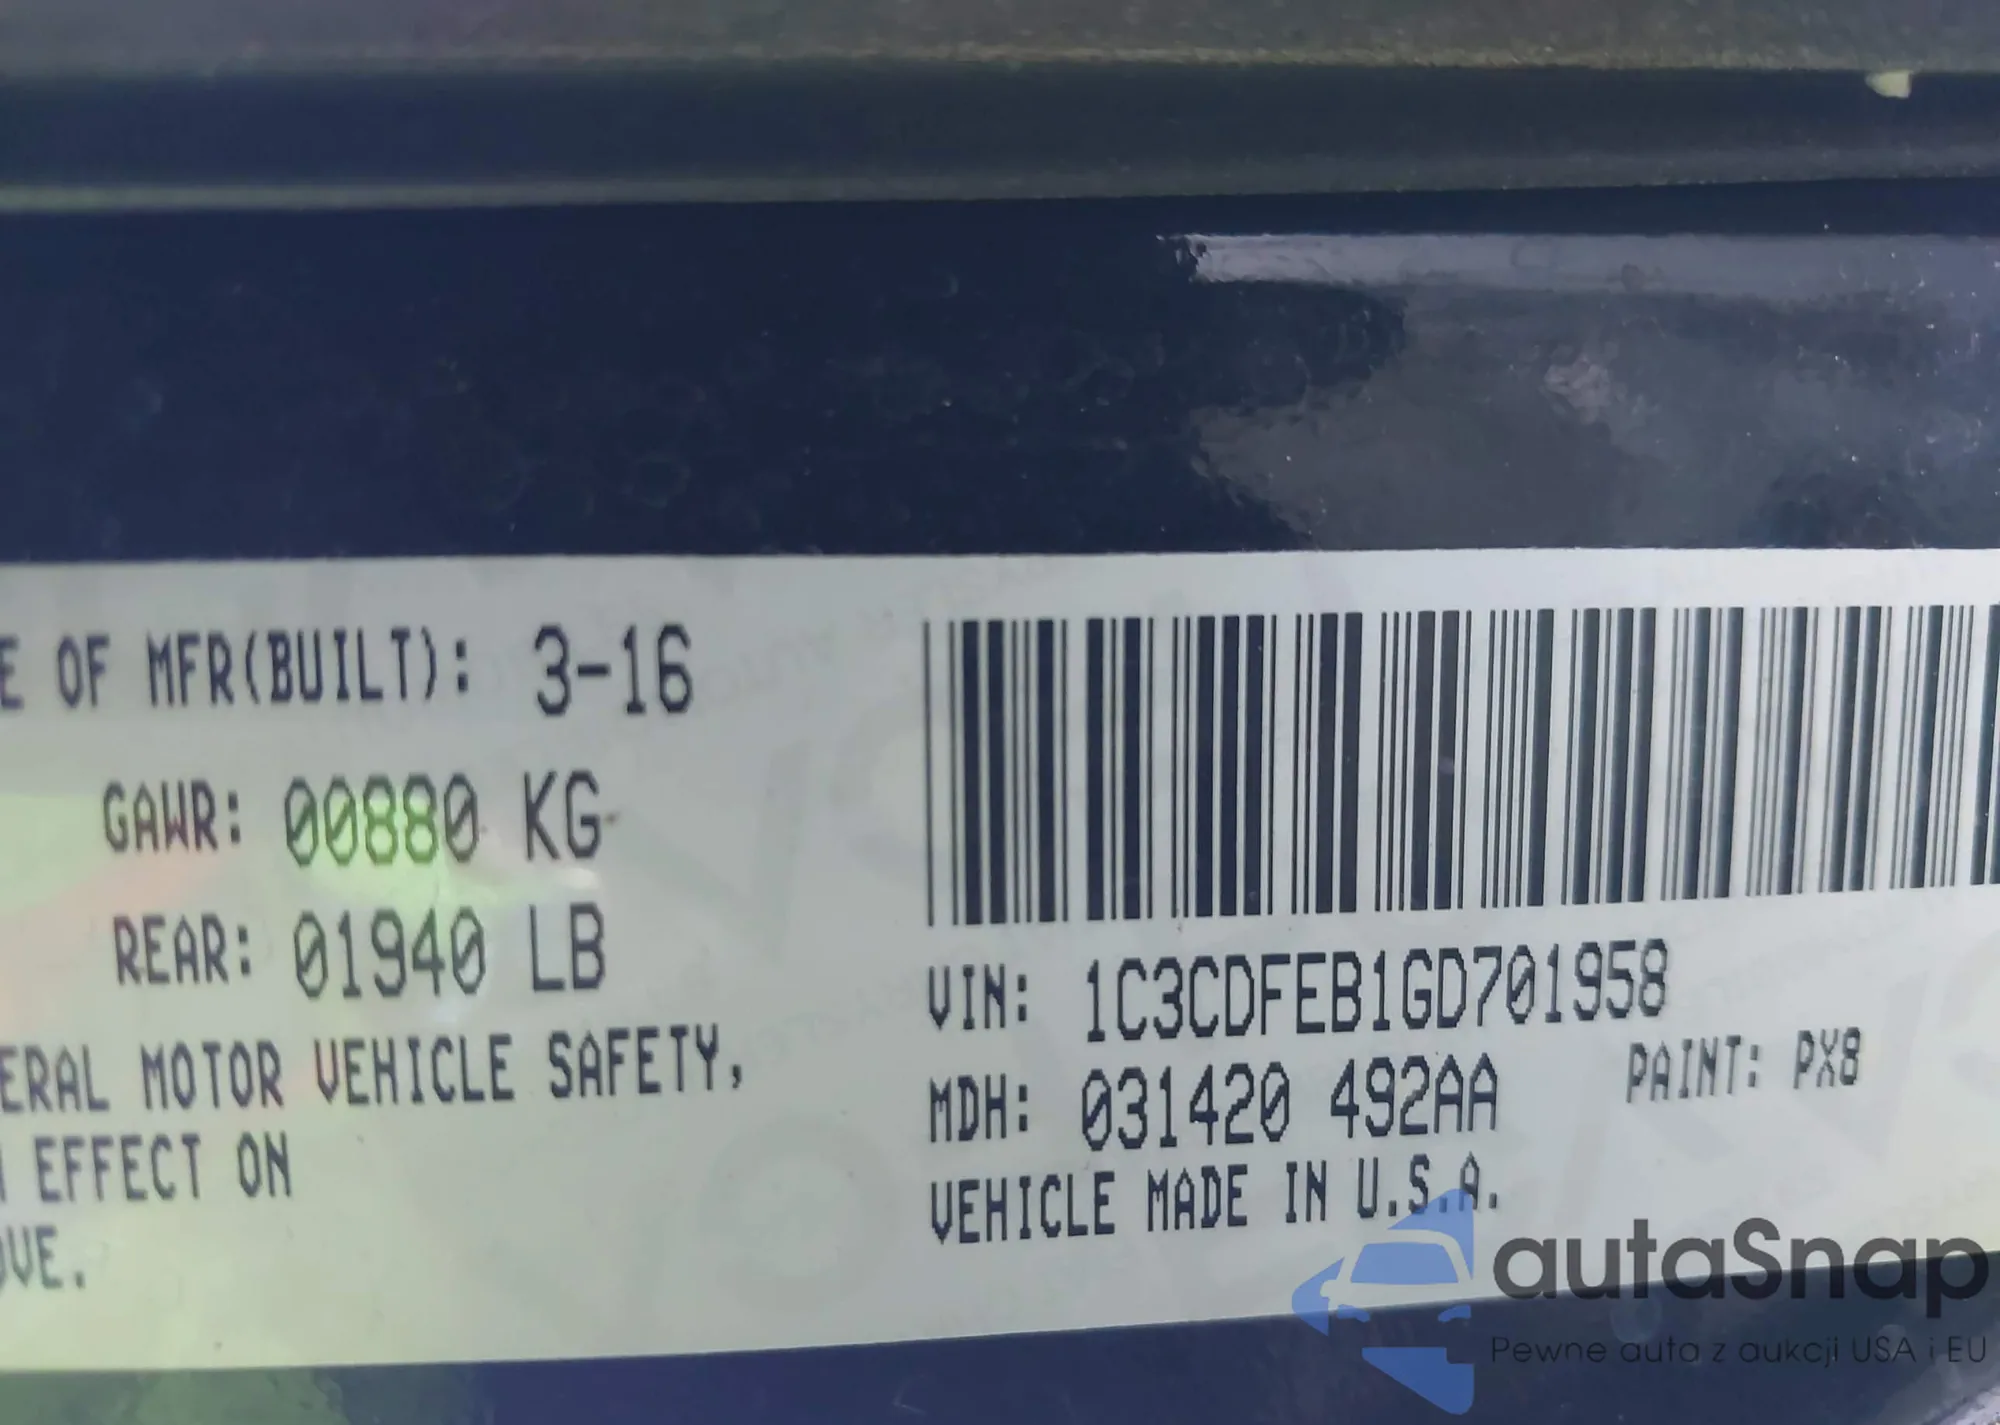 E OF MFR(BUILT): 3-16
GAWR: 00880 KG
REAR: 01940 LB
ERAL MOTOR VEHICLE SAFETY,
EFFECT ON
OVE.
VIN: 1C3CDFEB1GD701958
MDH: 031420 492AA PAINT: PX8
VEHICLE MADE IN U.S.A.
autaSnap
Pewne auta z aukcji USA i EU